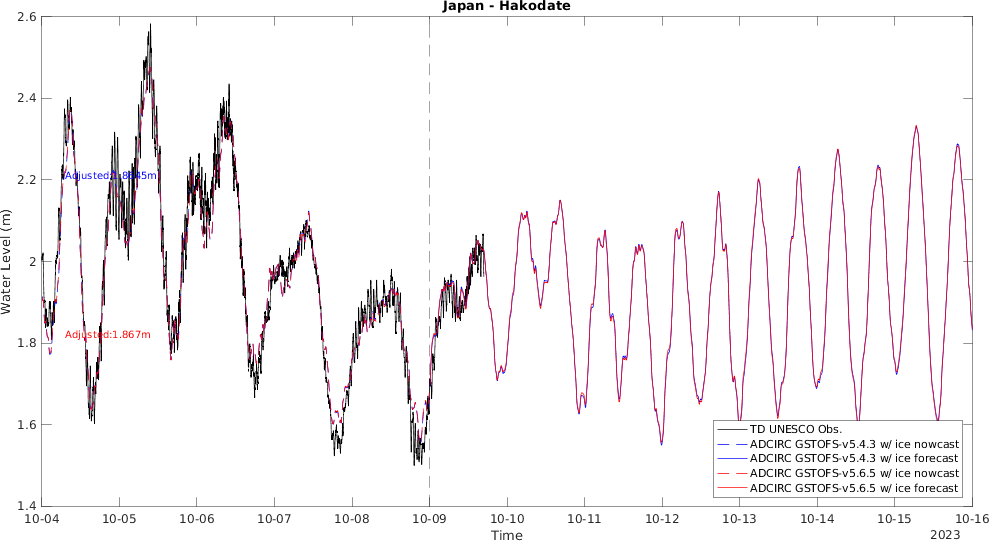 Japan - Hakodate
Water Level (m)
2.6
2.4
2.2
2
1.8
1.6
1.4
Adjusted:1.8645m
Adjusted:1.867m
TD UNESCO Obs.
ADCIRC GSTOFS-v5.4.3 w/ ice nowcast
ADCIRC GSTOFS-v5.4.3 w/ ice forecast
ADCIRC GSTOFS-v5.6.5 w/ ice nowcast
ADCIRC GSTOFS-v5.6.5 w/ ice forecast
10-04 10-05 10-06 10-07 10-08 10-09 10-10 10-11 10-12 10-13 10-14 10-15 10-16
Time
2023